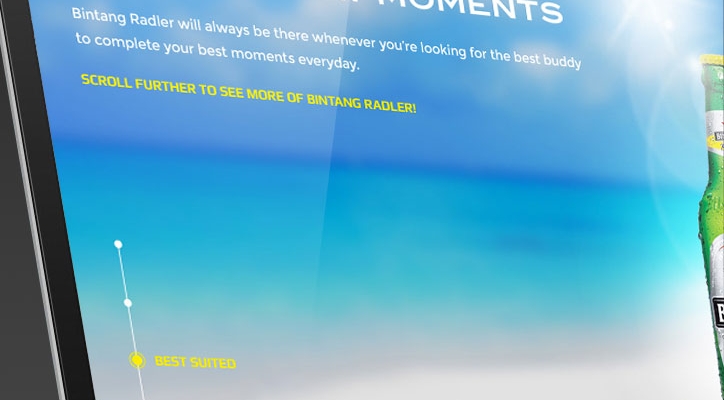 MOMENTS
Bintang Radler will always be there whenever you're looking for the best buddy
to complete your best moments everyday.
SCROLL FURTHER TO SEE MORE OF BINTANG RADLER!
BEST SUITED